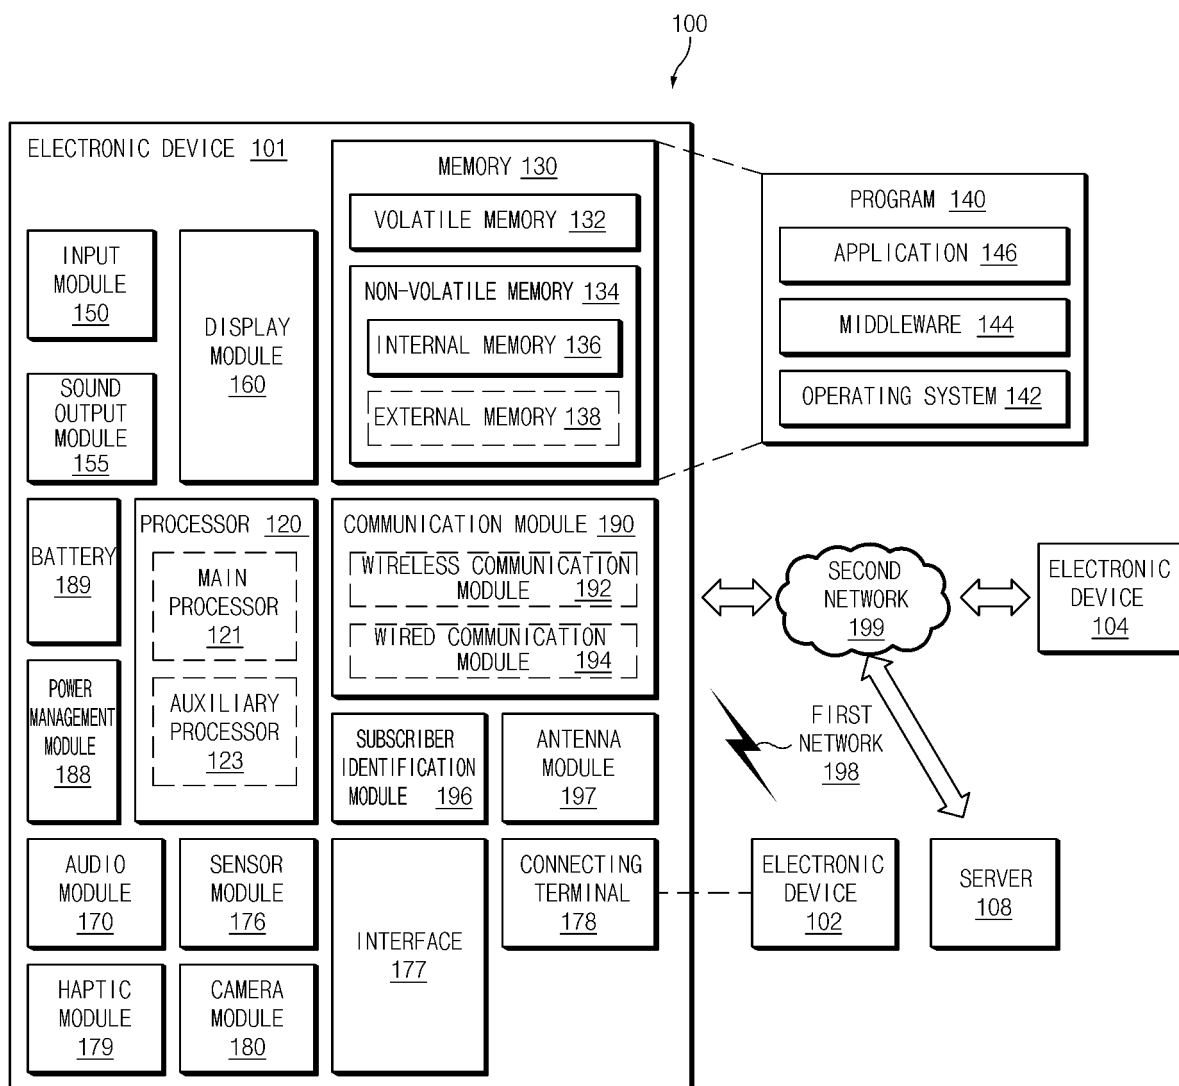 100
ELECTRONIC DEVICE 101
MEMORY 130
VOLATILE MEMORY 132
NON-VOLATILE MEMORY 134
INTERNAL MEMORY 136
EXTERNAL MEMORY 138
PROGRAM 140
APPLICATION 146
MIDDLEWARE 144
OPERATING SYSTEM 142
INPUT
MODULE
150
DISPLAY
MODULE
160
SOUND
OUTPUT
MODULE
155
BATTERY
189
PROCESSOR 120
MAIN
PROCESSOR
121
AUXILIARY
PROCESSOR
123
COMMUNICATION MODULE 190
WIRELESS COMMUNICATION
MODULE 192
WIRED COMMUNICATION
MODULE 194
SECOND
NETWORK
199
ELECTRONIC
DEVICE
104
POWER
MANAGEMENT
MODULE
188
SUBSCRIBER
IDENTIFICATION
MODULE 196
ANTENNA
MODULE
197
FIRST
NETWORK
198
AUDIO
MODULE
170
SENSOR
MODULE
176
INTERFACE
177
CONNECTING
TERMINAL
178
ELECTRONIC
DEVICE
102
SERVER
108
HAPTIC
MODULE
179
CAMERA
MODULE
180